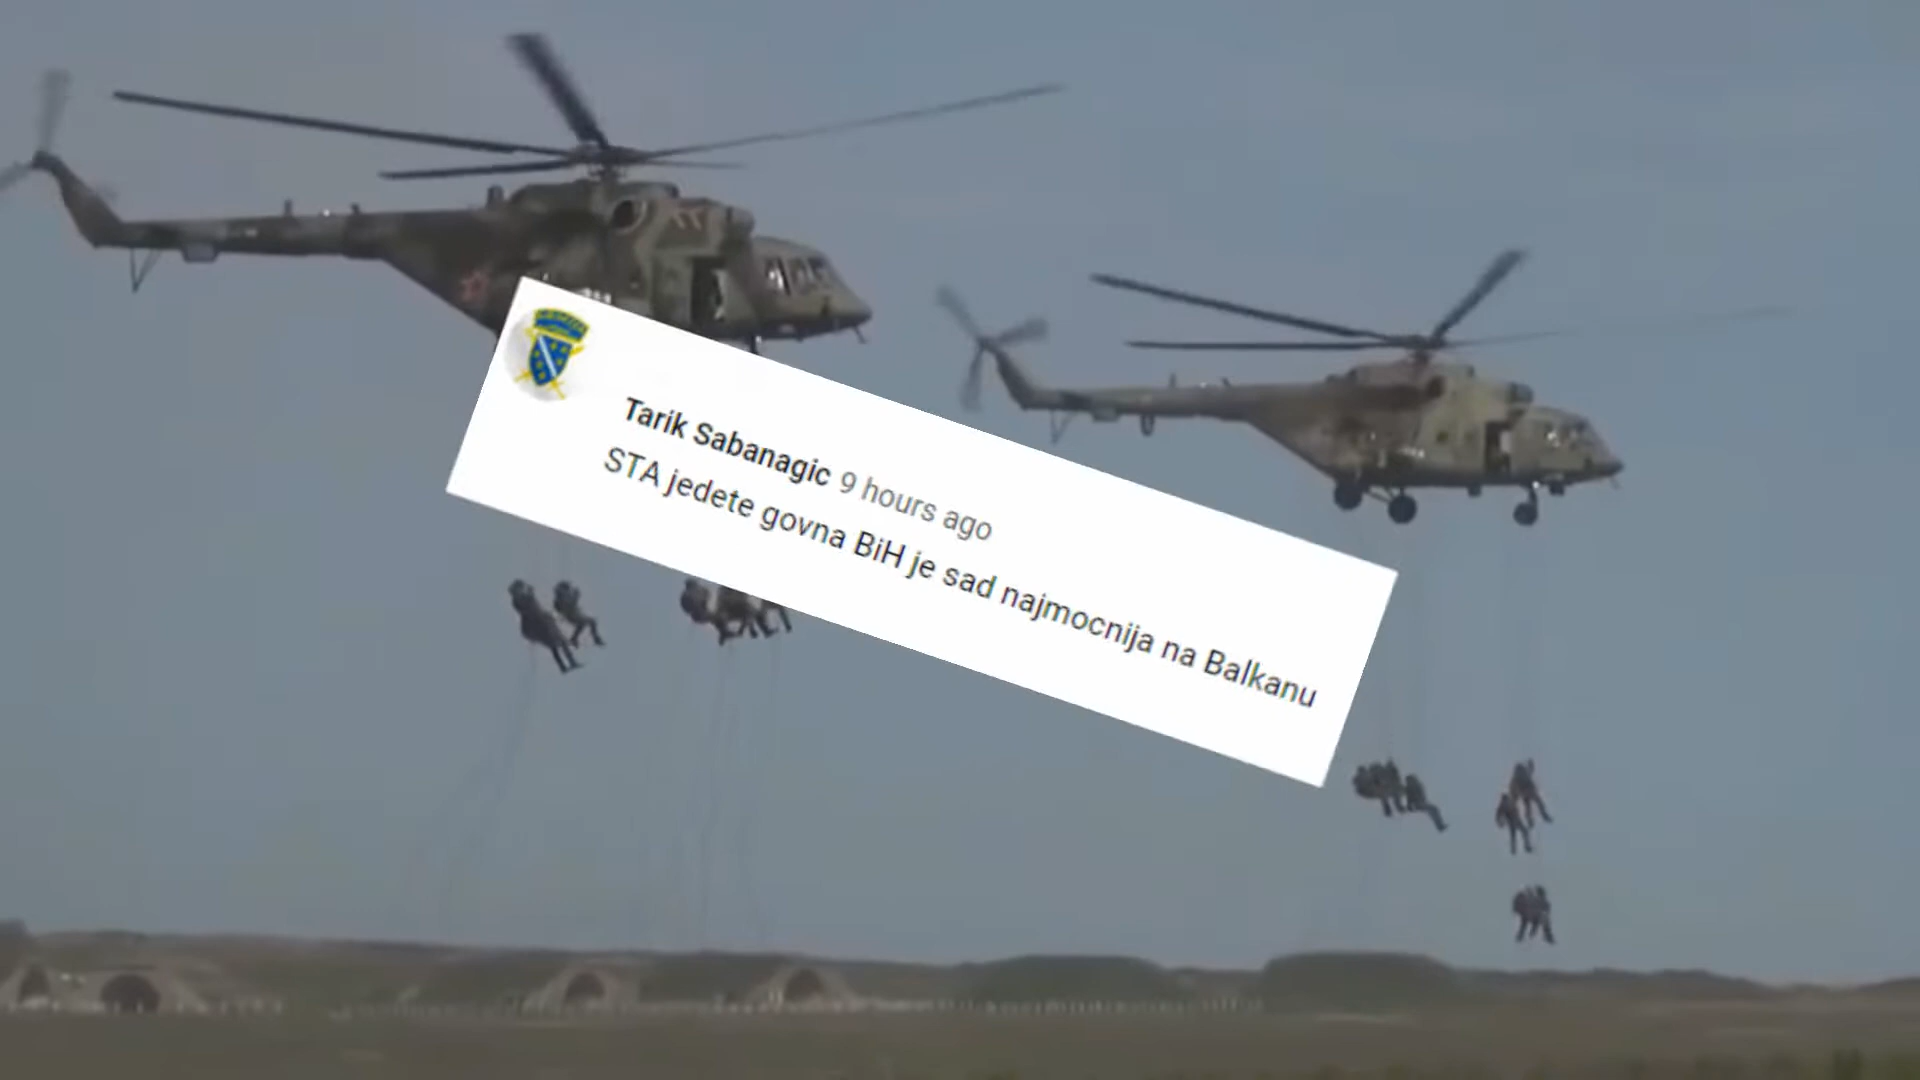 Tarik Sabanagic 9 hours ago
STA jedete govna BiH je sad najmocnija na Balkanu